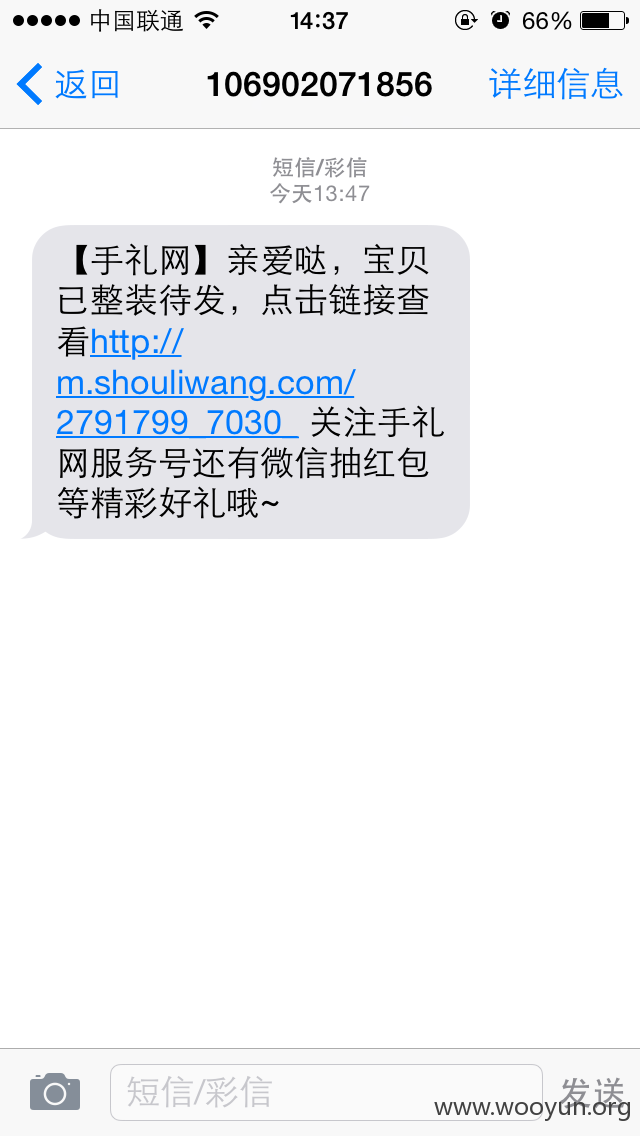 中国联通 14:37 66%
返回 106902071856 详细信息
短信/彩信
今天13:47
【手礼网】亲爱哒，宝贝
已整装待发，点击链接查
看http://
m.shouliwang.com/
2791799_7030_ 关注手礼
网服务号还有微信抽红包
等精彩好礼哦~
短信/彩信 发送
www.wooyun.org